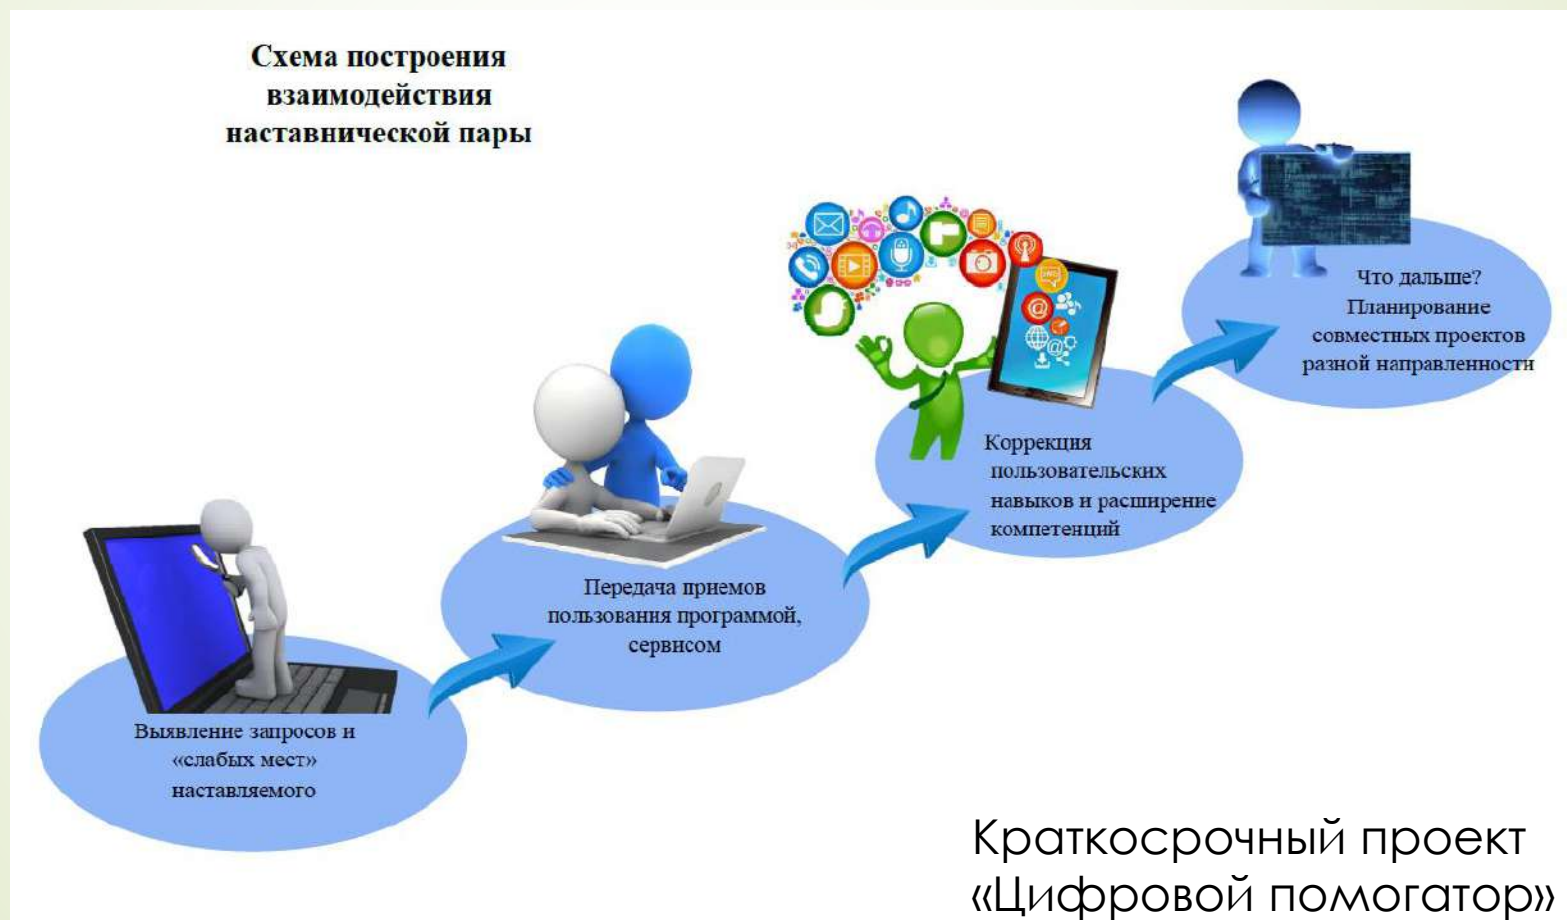 Схема построения
взаимодействия
наставнической пары
Что дальше?
Планирование
совместных проектов
разной направленности
Коррекция
пользовательских
навыков и расширение
компетенций
Передача приемов
пользования программой,
сервисом
Выявление запросов и
«слабых мест»
наставляемого
Краткосрочный проект
«Цифровой помогатор»